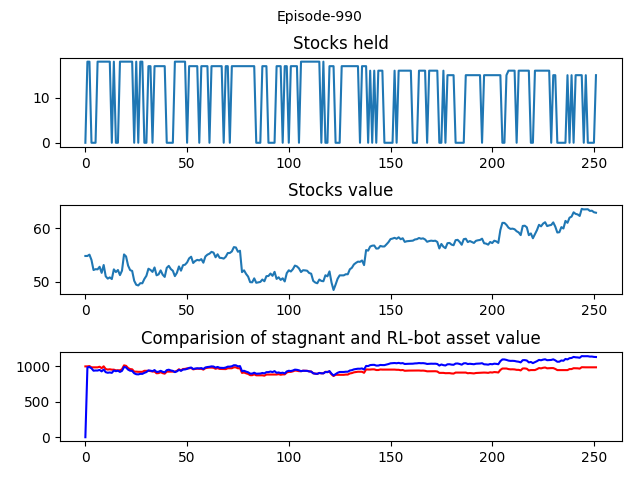 Episode-990
Stocks held
10
0
0 50 100 150 200 250
Stocks value
60
50
0 50 100 150 200 250
Comparision of stagnant and RL-bot asset value
1000
500
0
0 50 100 150 200 250